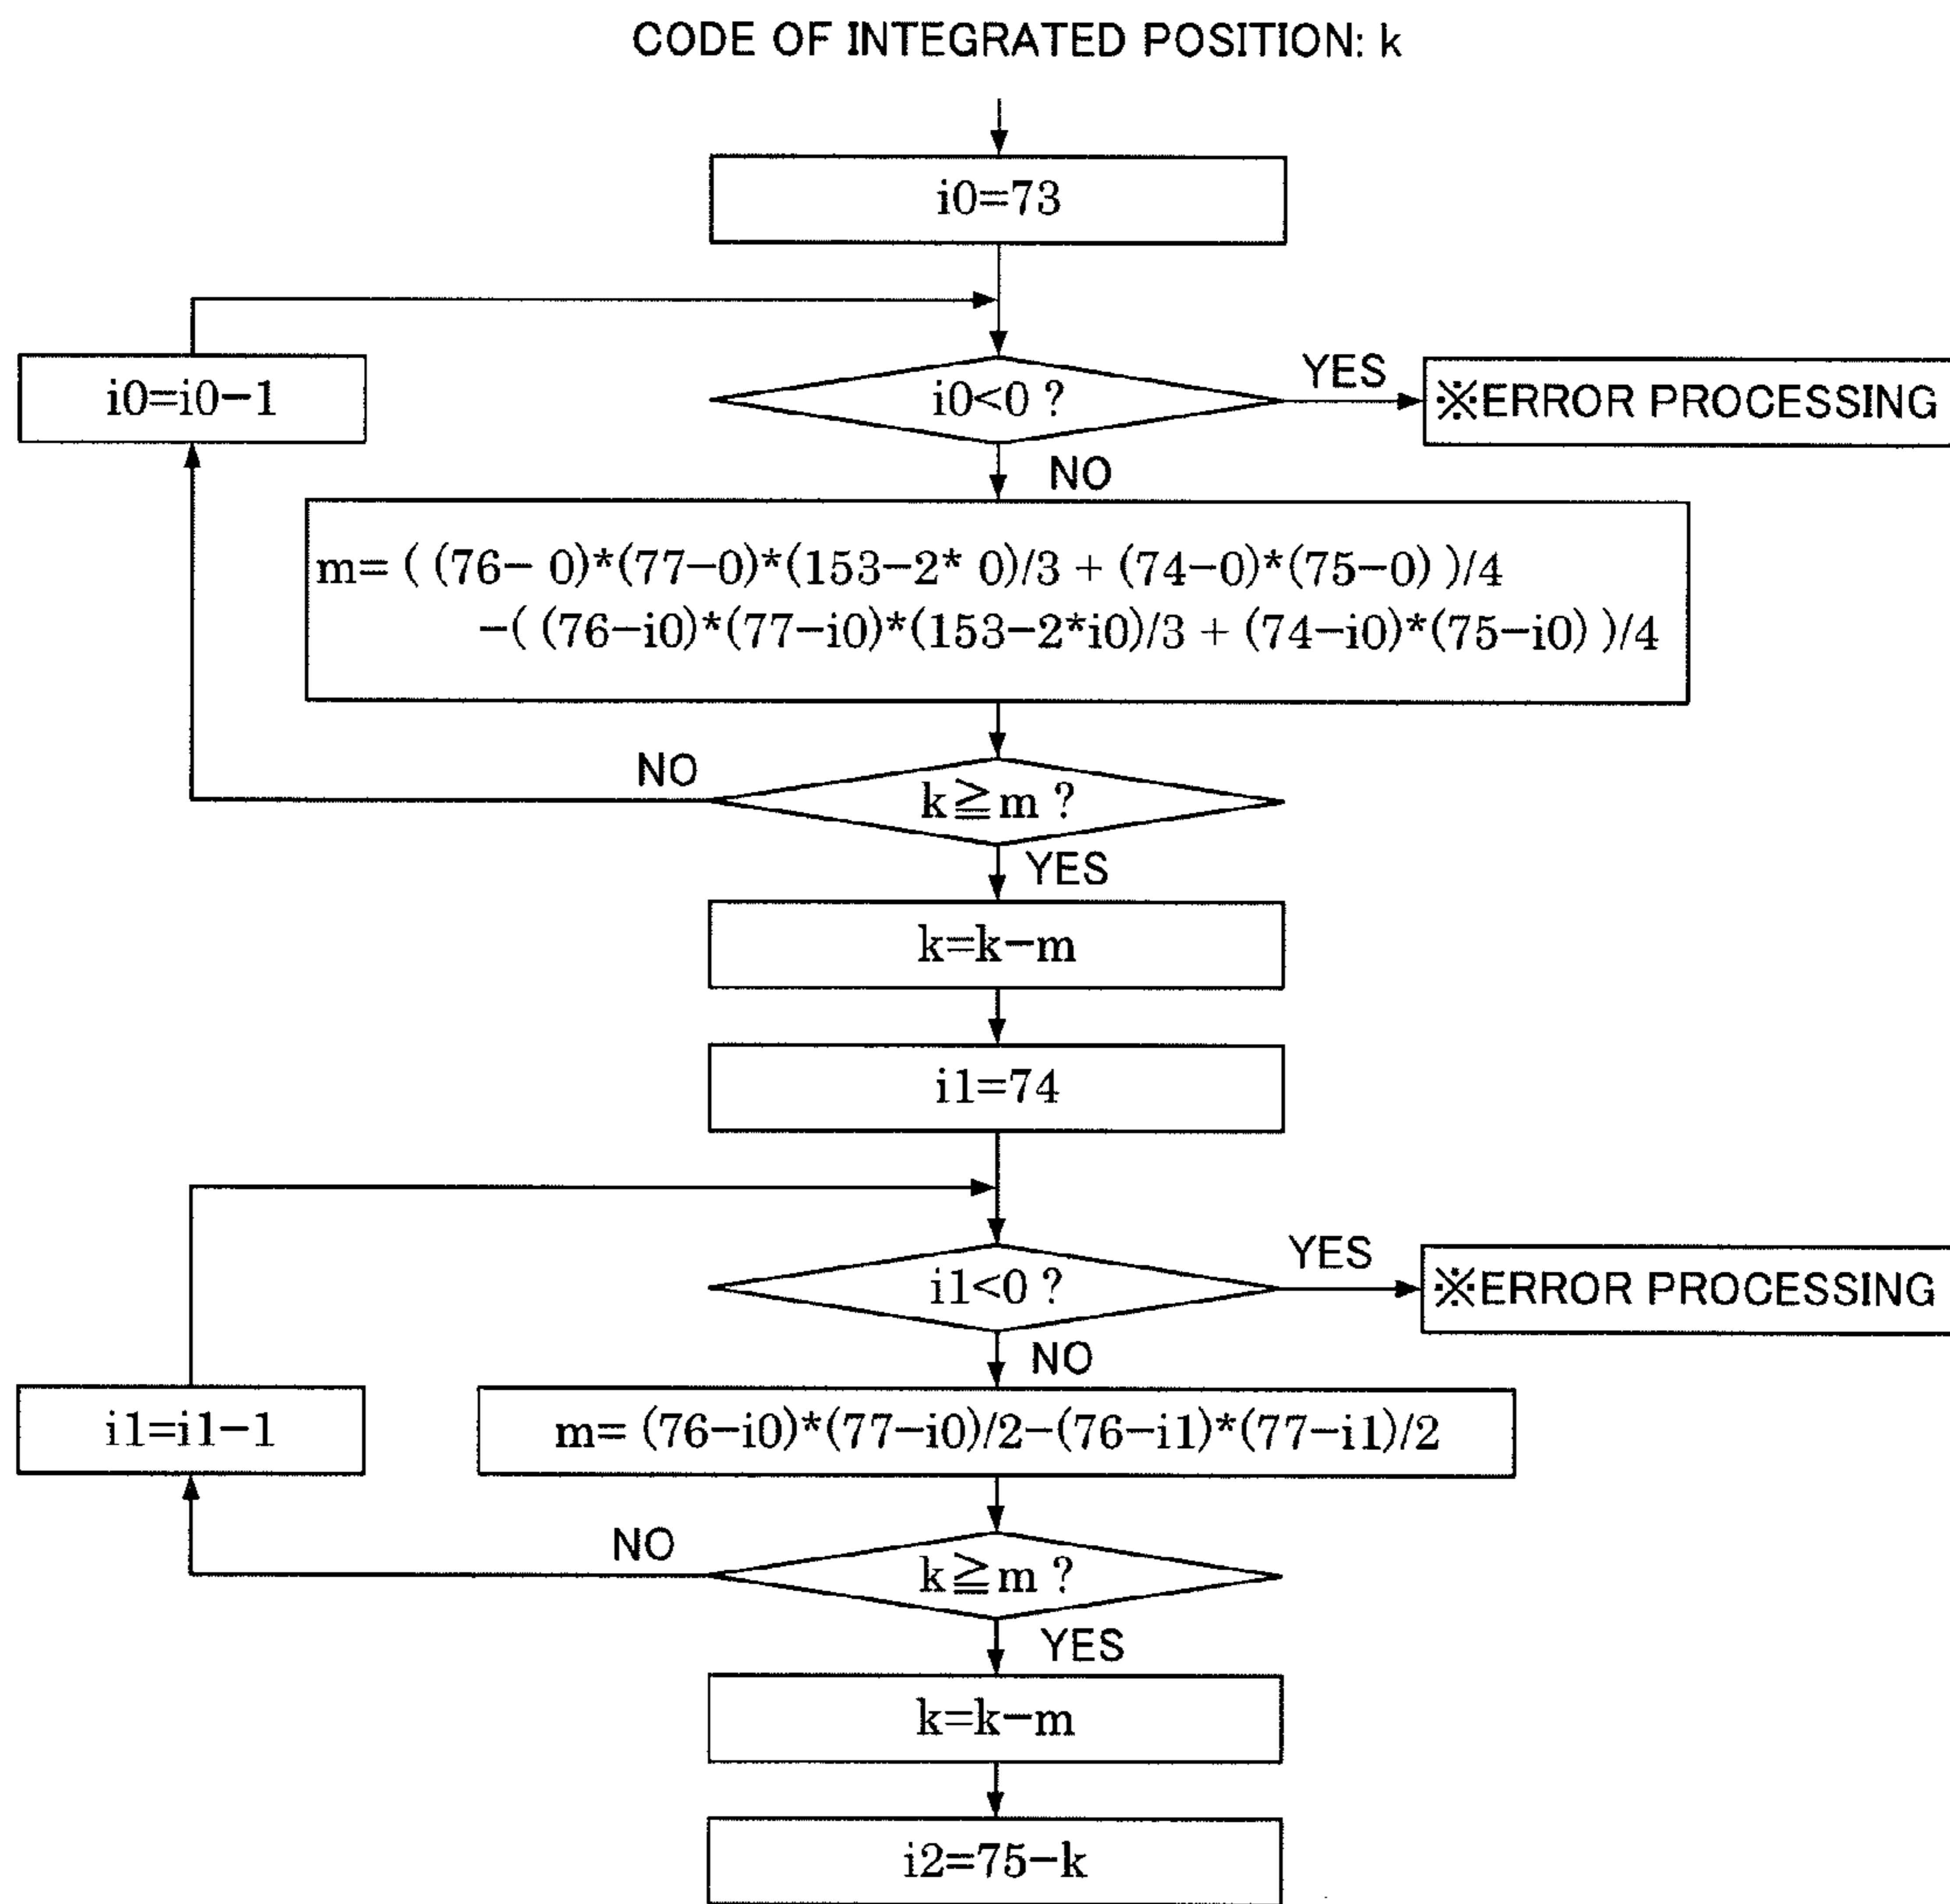 CODE OF INTEGRATED POSITION: k
i0=73
i0=i0−1
i0<0 ?
YES
※ERROR PROCESSING
NO
m= ( (76− 0)*(77−0)*(153−2* 0)/3 + (74−0)*(75−0) )/4
−( (76−i0)*(77−i0)*(153−2*i0)/3 + (74−i0)*(75−i0) )/4
NO
k≧m ?
YES
k=k−m
i1=74
i1<0 ?
YES
※ERROR PROCESSING
NO
i1=i1−1
m= (76−i0)*(77−i0)/2−(76−i1)*(77−i1)/2
NO
k≧m ?
YES
k=k−m
i2=75−k